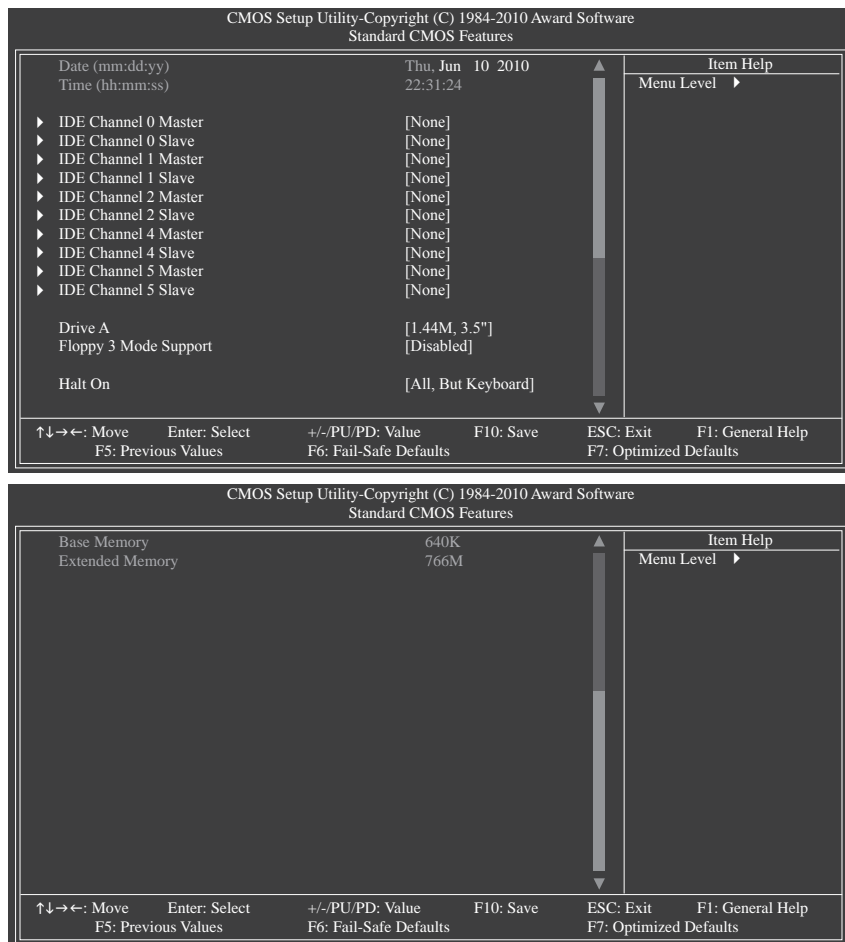 CMOS Setup Utility-Copyright (C) 1984-2010 Award Software
Standard CMOS Features
Date (mm:dd:yy) Thu, Jun 10 2010
Time (hh:mm:ss) 22:31:24
IDE Channel 0 Master [None]
IDE Channel 0 Slave [None]
IDE Channel 1 Master [None]
IDE Channel 1 Slave [None]
IDE Channel 2 Master [None]
IDE Channel 2 Slave [None]
IDE Channel 4 Master [None]
IDE Channel 4 Slave [None]
IDE Channel 5 Master [None]
IDE Channel 5 Slave [None]
Drive A [1.44M, 3.5"]
Floppy 3 Mode Support [Disabled]
Halt On [All, But Keyboard]
Item Help
Menu Level
↑↓→←: Move Enter: Select +/-/PU/PD: Value F10: Save ESC: Exit F1: General Help
F5: Previous Values F6: Fail-Safe Defaults F7: Optimized Defaults
CMOS Setup Utility-Copyright (C) 1984-2010 Award Software
Standard CMOS Features
Base Memory 640K
Extended Memory 766M
Item Help
Menu Level
↑↓→←: Move Enter: Select +/-/PU/PD: Value F10: Save ESC: Exit F1: General Help
F5: Previous Values F6: Fail-Safe Defaults F7: Optimized Defaults